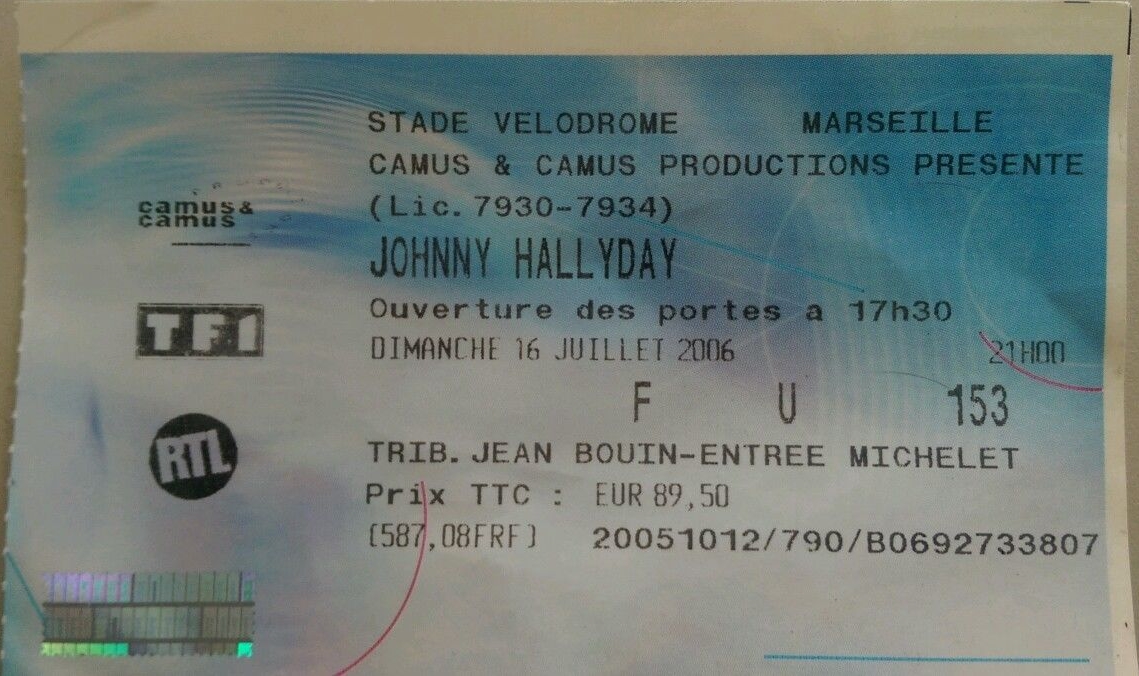 STADE VELODROME MARSEILLE
CAMUS & CAMUS PRODUCTIONS PRESENTE
(Lic. 7930-7934)
camus &
camus
JOHNNY HALLYDAY
TF1
Ouverture des portes a 17h30
DIMANCHE 16 JUILLET 2006 21H00
F U 153
RTL
TRIB. JEAN BOUIN-ENTREE MICHELET
Prix TTC : EUR 89,50
(587,08FRF) 20051012/790/B0692733807